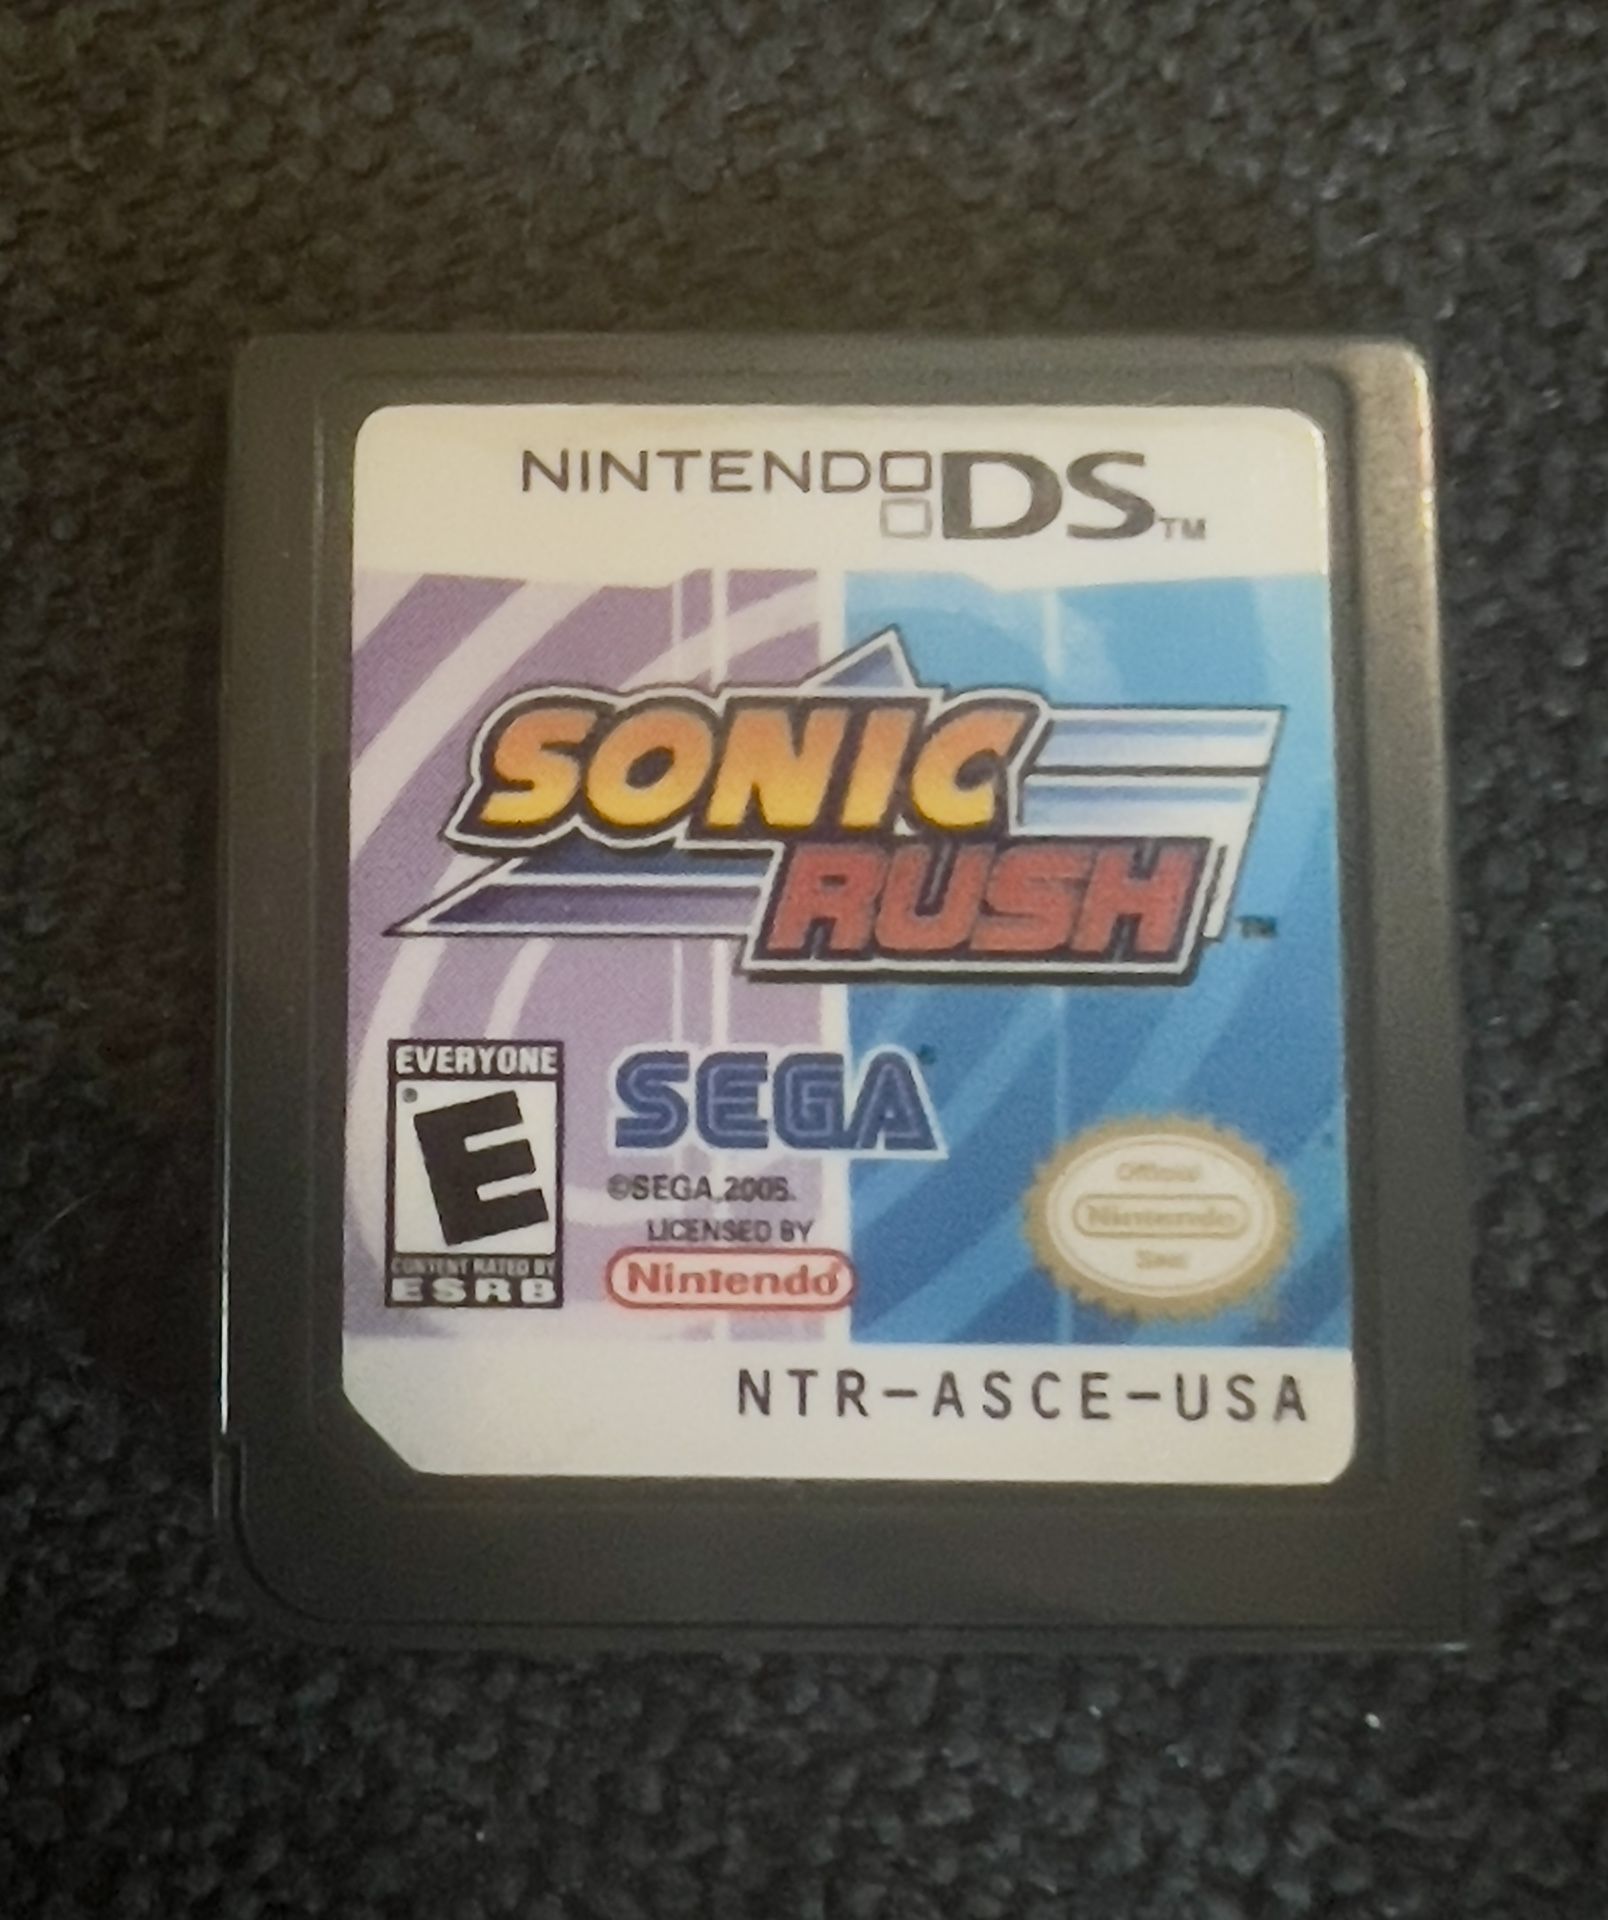 NINTENDO DS™
SONIC
RUSH™
EVERYONE
E
CONTENT RATED BY
ESRB
SEGA
©SEGA, 2005.
LICENSED BY
Nintendo®
Official
Nintendo
Seal
NTR-ASCE-USA